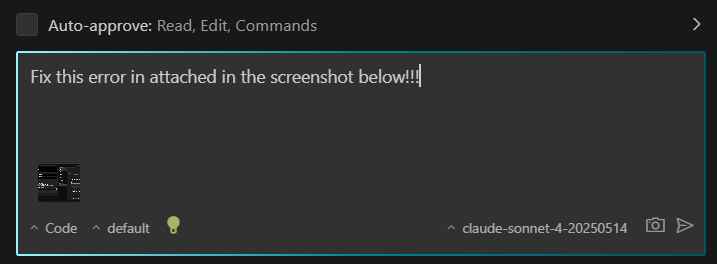 Auto-approve: Read, Edit, Commands
Fix this error in attached in the screenshot below!!!
Code default claude-sonnet-4-20250514